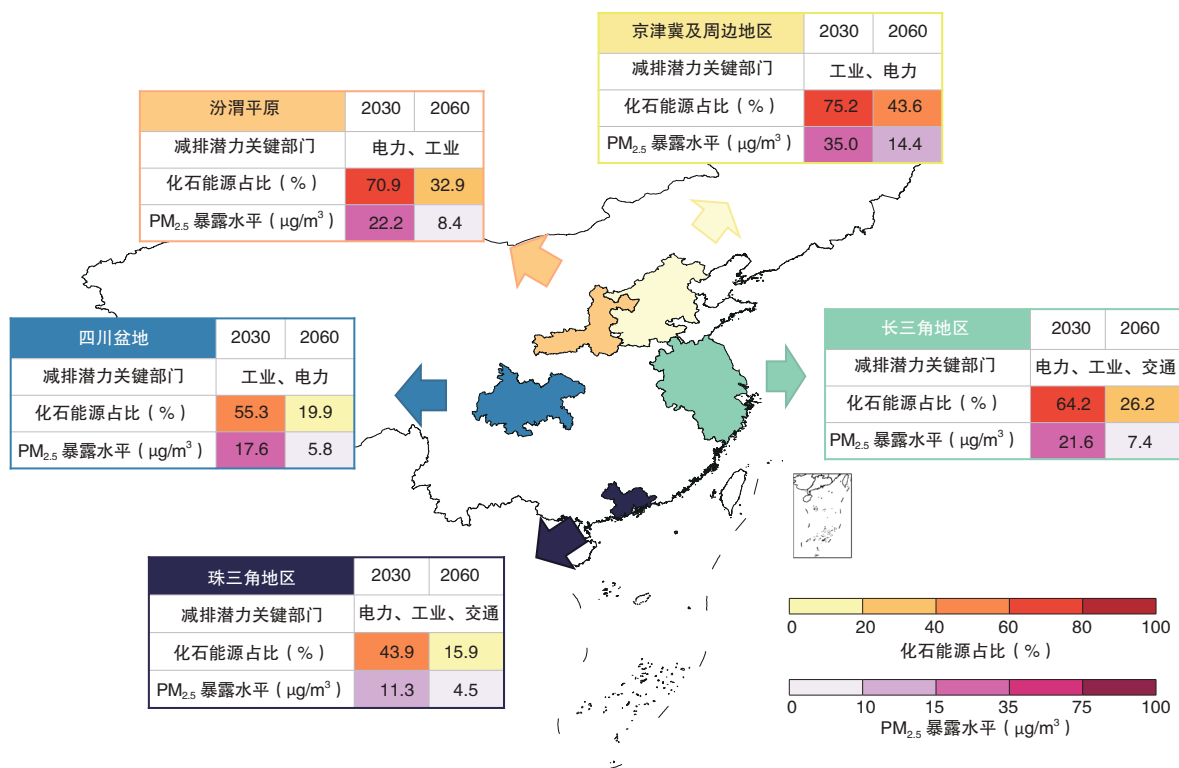 京津冀及周边地区 2030 2060
减排潜力关键部门 工业、电力
化石能源占比（%） 75.2 43.6
PM2.5 暴露水平（μg/m³） 35.0 14.4
汾渭平原 2030 2060
减排潜力关键部门 电力、工业
化石能源占比（%） 70.9 32.9
PM2.5 暴露水平（μg/m³） 22.2 8.4
四川盆地 2030 2060
减排潜力关键部门 工业、电力
化石能源占比（%） 55.3 19.9
PM2.5 暴露水平（μg/m³） 17.6 5.8
长三角地区 2030 2060
减排潜力关键部门 电力、工业、交通
化石能源占比（%） 64.2 26.2
PM2.5 暴露水平（μg/m³） 21.6 7.4
珠三角地区 2030 2060
减排潜力关键部门 电力、工业、交通
化石能源占比（%） 43.9 15.9
PM2.5 暴露水平（μg/m³） 11.3 4.5
0 20 40 60 80 100
化石能源占比（%）
0 10 15 35 75 100
PM2.5 暴露水平（μg/m³）